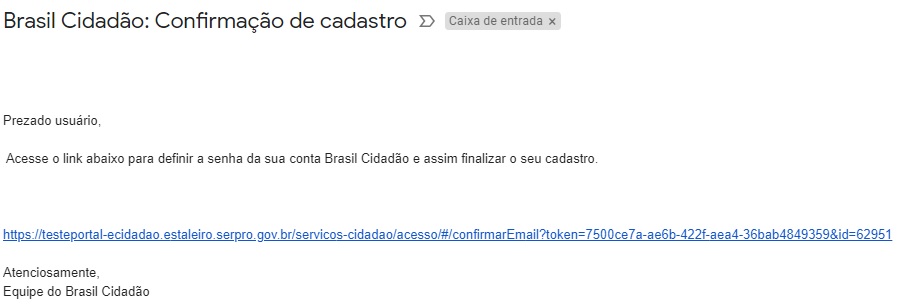 Brasil Cidadão: Confirmação de cadastro Caixa de entrada ×
Prezado usuário,
Acesse o link abaixo para definir a senha da sua conta Brasil Cidadão e assim finalizar o seu cadastro.
https://testeportal-ecidadao.estaleiro.serpro.gov.br/servicos-cidadao/acesso/#/confirmarEmail?token=7500ce7a-ae6b-422f-aea4-36bab4849359&id=62951
Atenciosamente,
Equipe do Brasil Cidadão